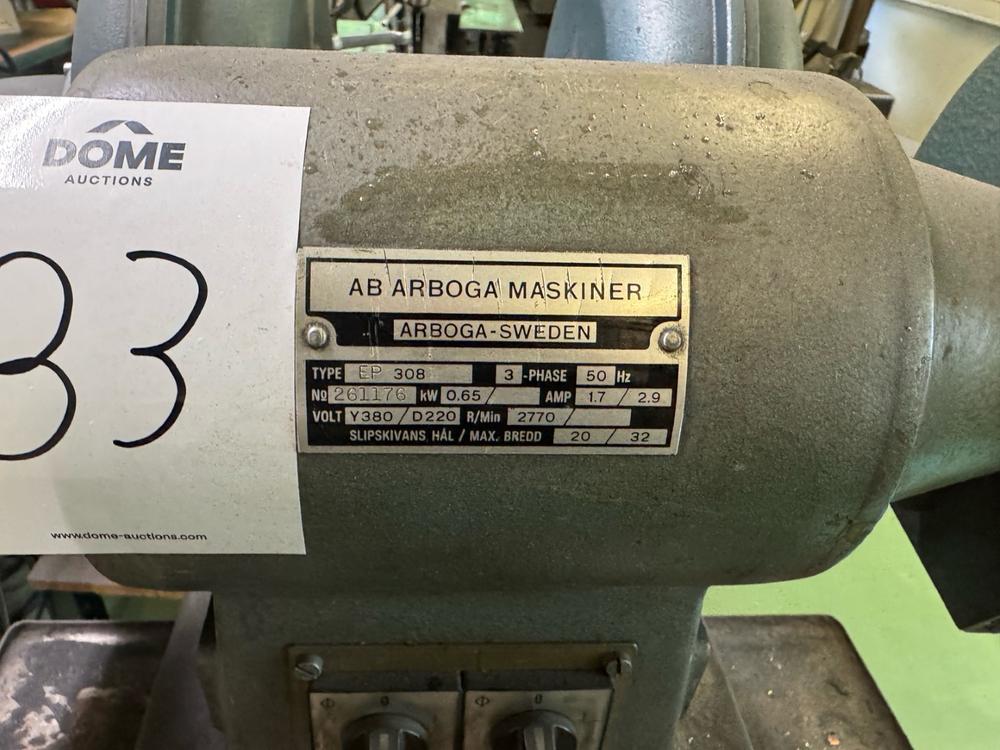 DOME
AUCTIONS
33
www.dome-auctions.com
AB ARBOGA MASKINER
ARBOGA-SWEDEN
TYPE EP 308 3 -PHASE 50 Hz
No 261176 kW 0.65 / AMP 1.7 / 2.9
VOLT Y380 / D220 R/Min 2770 /
SLIPSKIVANS HÅL / MAX. BREDD 20 / 32
0 0